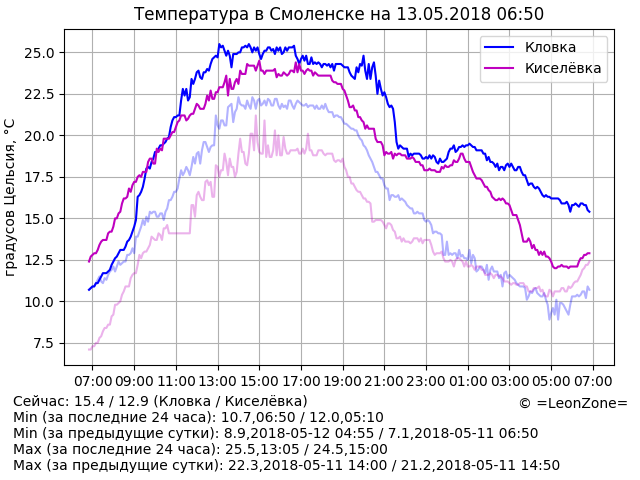 Температура в Смоленске на 13.05.2018 06:50
25.0
22.5
20.0
17.5
15.0
12.5
10.0
7.5
градусов Цельсия, °C
Кловка
Киселёвка
07:00 09:00 11:00 13:00 15:00 17:00 19:00 21:00 23:00 01:00 03:00 05:00 07:00
Сейчас: 15.4 / 12.9 (Кловка / Киселёвка)
© =LeonZone=
Min (за последние 24 часа): 10.7,06:50 / 12.0,05:10
Min (за предыдущие сутки): 8.9,2018-05-12 04:55 / 7.1,2018-05-11 06:50
Max (за последние 24 часа): 25.5,13:05 / 24.5,15:00
Max (за предыдущие сутки): 22.3,2018-05-11 14:00 / 21.2,2018-05-11 14:50